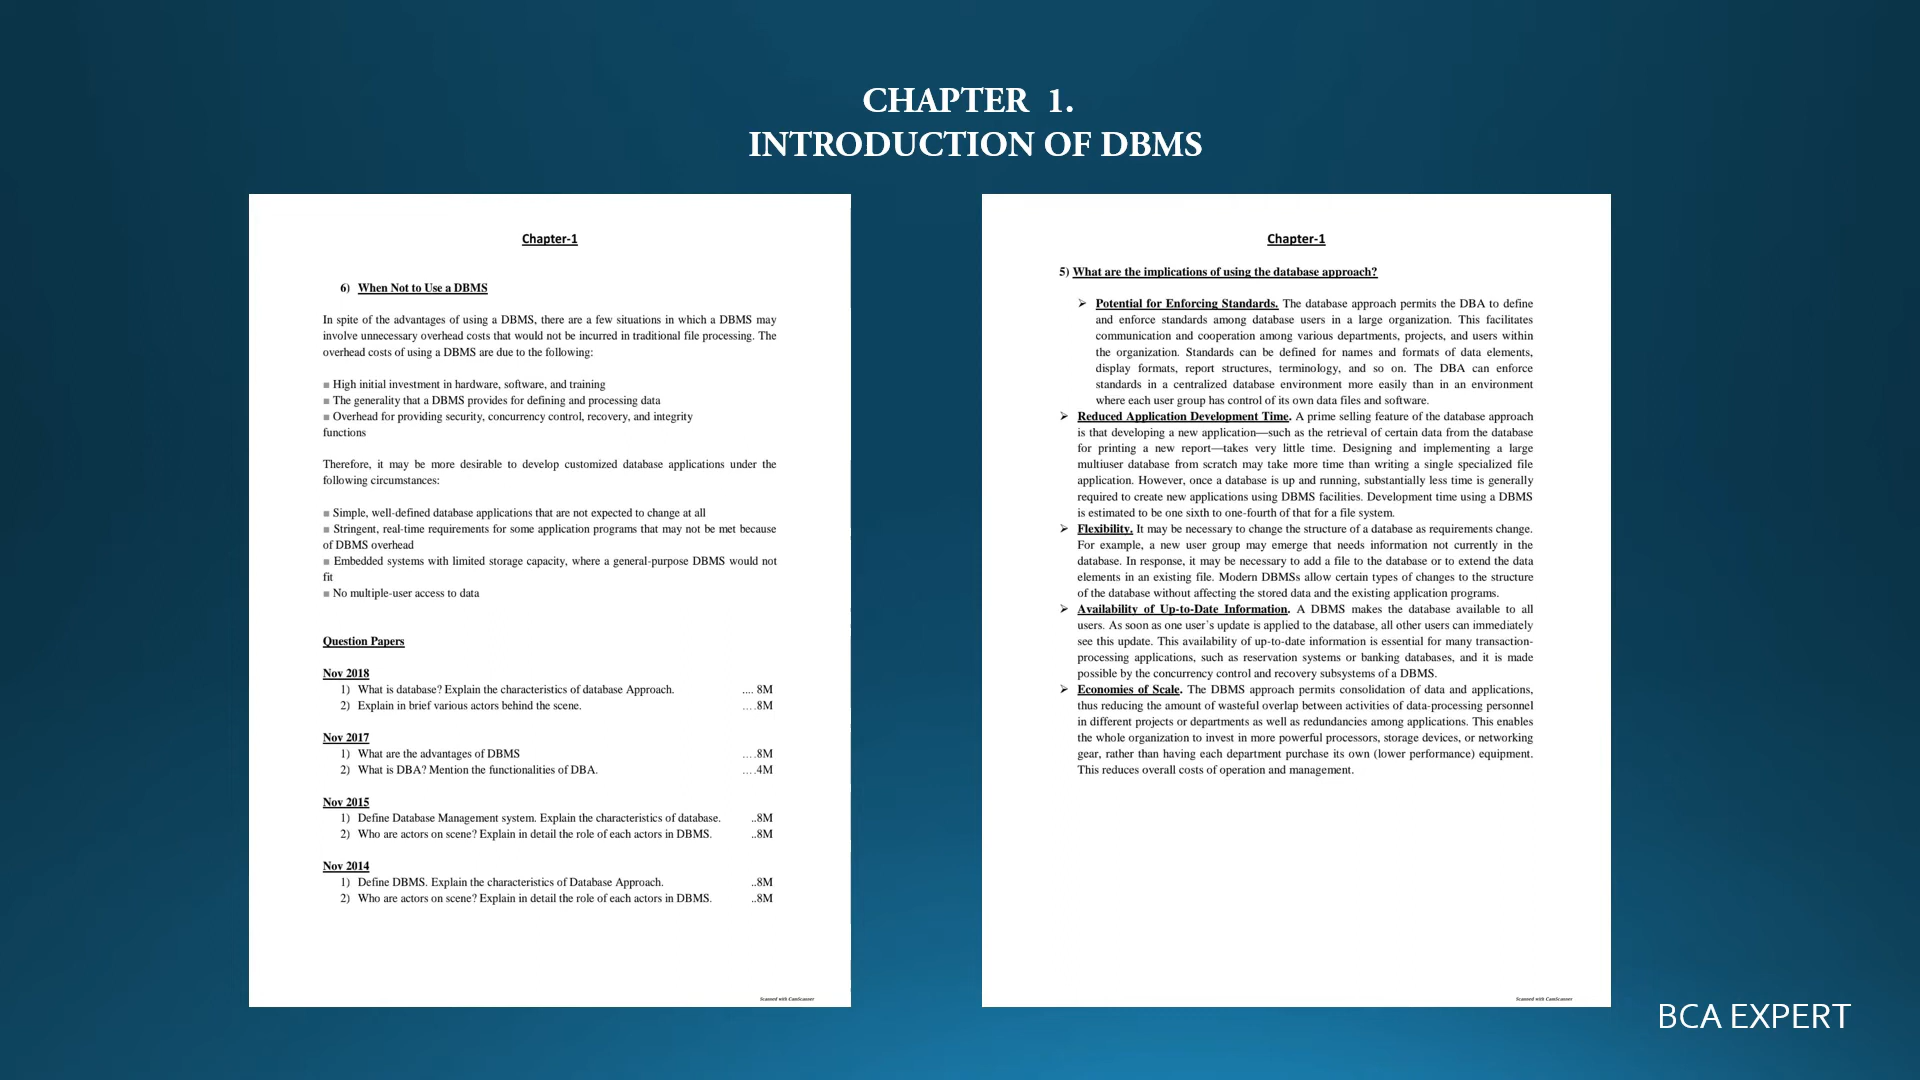 CHAPTER 1.
INTRODUCTION OF DBMS
Chapter-1
6) When Not to Use a DBMS
In spite of the advantages of using a DBMS, there are a few situations in which a DBMS may
involve unnecessary overhead costs that would not be incurred in traditional file processing. The
overhead costs of using a DBMS are due to the following:
■ High initial investment in hardware, software, and training
■ The generality that a DBMS provides for defining and processing data
■ Overhead for providing security, concurrency control, recovery, and integrity
functions
Therefore, it may be more desirable to develop customized database applications under the
following circumstances:
■ Simple, well-defined database applications that are not expected to change at all
■ Stringent, real-time requirements for some application programs that may not be met because
of DBMS overhead
■ Embedded systems with limited storage capacity, where a general-purpose DBMS would not
fit
■ No multiple-user access to data
Question Papers
Nov 2018
1) What is database? Explain the characteristics of database Approach. .... 8M
2) Explain in brief various actors behind the scene. ....8M
Nov 2017
1) What are the advantages of DBMS ....8M
2) What is DBA? Mention the functionalities of DBA. ....4M
Nov 2015
1) Define Database Management system. Explain the characteristics of database. ..8M
2) Who are actors on scene? Explain in detail the role of each actors in DBMS. ..8M
Nov 2014
1) Define DBMS. Explain the characteristics of Database Approach. ..8M
2) Who are actors on scene? Explain in detail the role of each actors in DBMS. ..8M
Scanned with CamScanner
Chapter-1
5) What are the implications of using the database approach?
➢ Potential for Enforcing Standards. The database approach permits the DBA to define
and enforce standards among database users in a large organization. This facilitates
communication and cooperation among various departments, projects, and users within
the organization. Standards can be defined for names and formats of data elements,
display formats, report structures, terminology, and so on. The DBA can enforce
standards in a centralized database environment more easily than in an environment
where each user group has control of its own data files and software.
➢ Reduced Application Development Time. A prime selling feature of the database approach
is that developing a new application—such as the retrieval of certain data from the database
for printing a new report—takes very little time. Designing and implementing a large
multiuser database from scratch may take more time than writing a single specialized file
application. However, once a database is up and running, substantially less time is generally
required to create new applications using DBMS facilities. Development time using a DBMS
is estimated to be one sixth to one-fourth of that for a file system.
➢ Flexibility. It may be necessary to change the structure of a database as requirements change.
For example, a new user group may emerge that needs information not currently in the
database. In response, it may be necessary to add a file to the database or to extend the data
elements in an existing file. Modern DBMSs allow certain types of changes to the structure
of the database without affecting the stored data and the existing application programs.
➢ Availability of Up-to-Date Information. A DBMS makes the database available to all
users. As soon as one user's update is applied to the database, all other users can immediately
see this update. This availability of up-to-date information is essential for many transaction-
processing applications, such as reservation systems or banking databases, and it is made
possible by the concurrency control and recovery subsystems of a DBMS.
➢ Economies of Scale. The DBMS approach permits consolidation of data and applications,
thus reducing the amount of wasteful overlap between activities of data-processing personnel
in different projects or departments as well as redundancies among applications. This enables
the whole organization to invest in more powerful processors, storage devices, or networking
gear, rather than having each department purchase its own (lower performance) equipment.
This reduces overall costs of operation and management.
Scanned with CamScanner
BCA EXPERT